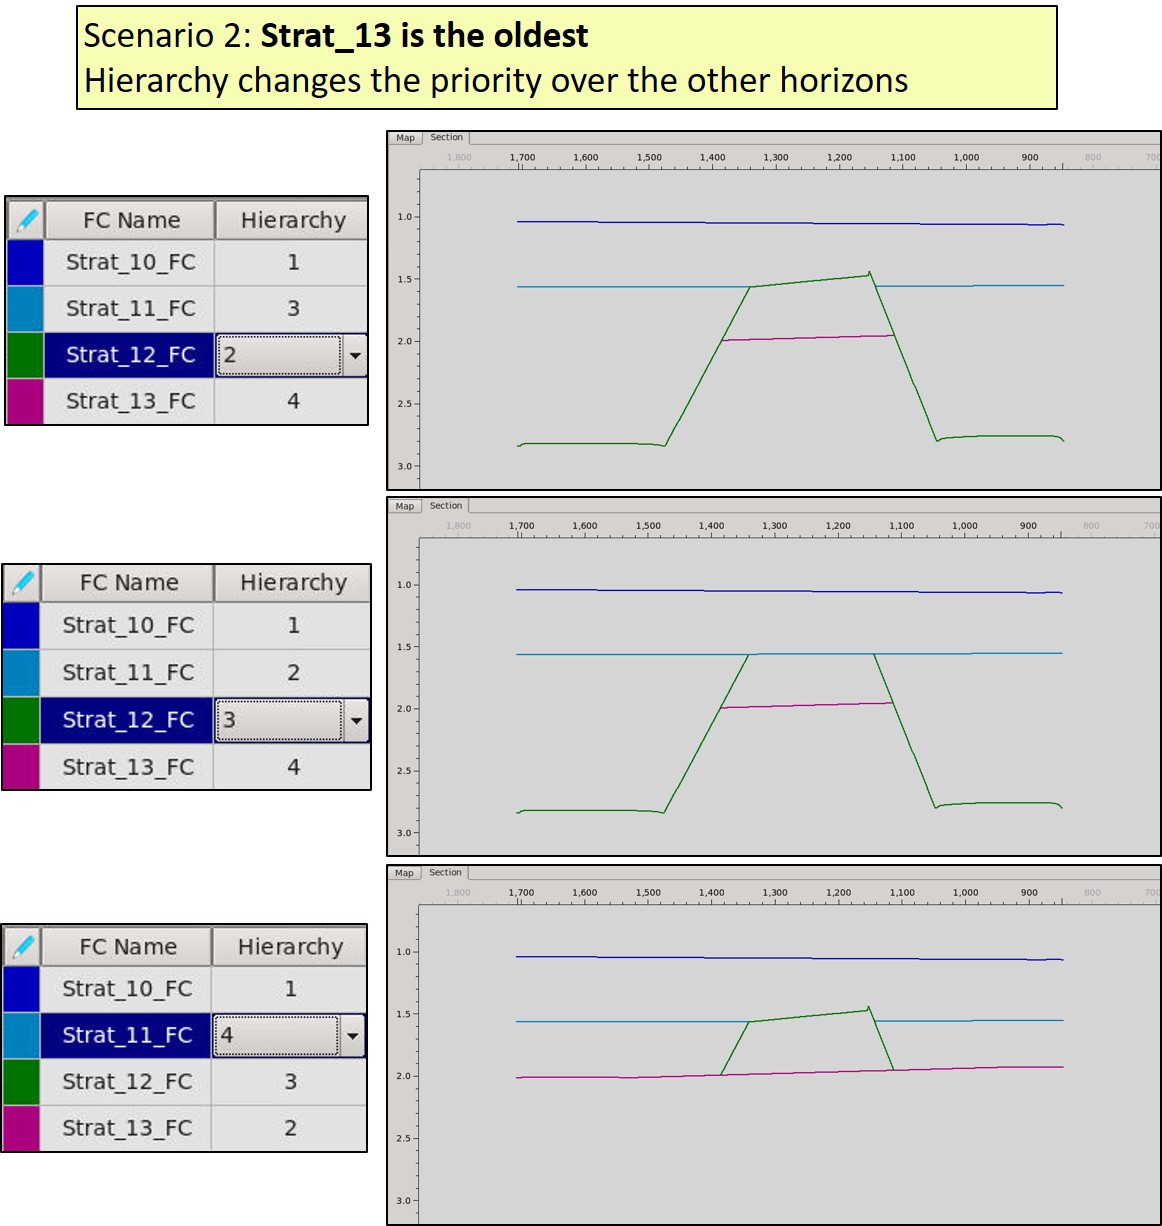 Scenario 2: Strat_13 is the oldest
Hierarchy changes the priority over the other horizons
Map Section
1,800 1,700 1,600 1,500 1,400 1,300 1,200 1,100 1,000 900 800 700
1.0
1.5
2.0
2.5
3.0
FC Name Hierarchy
Strat_10_FC 1
Strat_11_FC 3
Strat_12_FC 2
Strat_13_FC 4
Map Section
1,800 1,700 1,600 1,500 1,400 1,300 1,200 1,100 1,000 900 800 700
1.0
1.5
2.0
2.5
3.0
FC Name Hierarchy
Strat_10_FC 1
Strat_11_FC 2
Strat_12_FC 3
Strat_13_FC 4
Map Section
1,800 1,700 1,600 1,500 1,400 1,300 1,200 1,100 1,000 900 800 700
1.0
1.5
2.0
2.5
3.0
FC Name Hierarchy
Strat_10_FC 1
Strat_11_FC 4
Strat_12_FC 3
Strat_13_FC 2